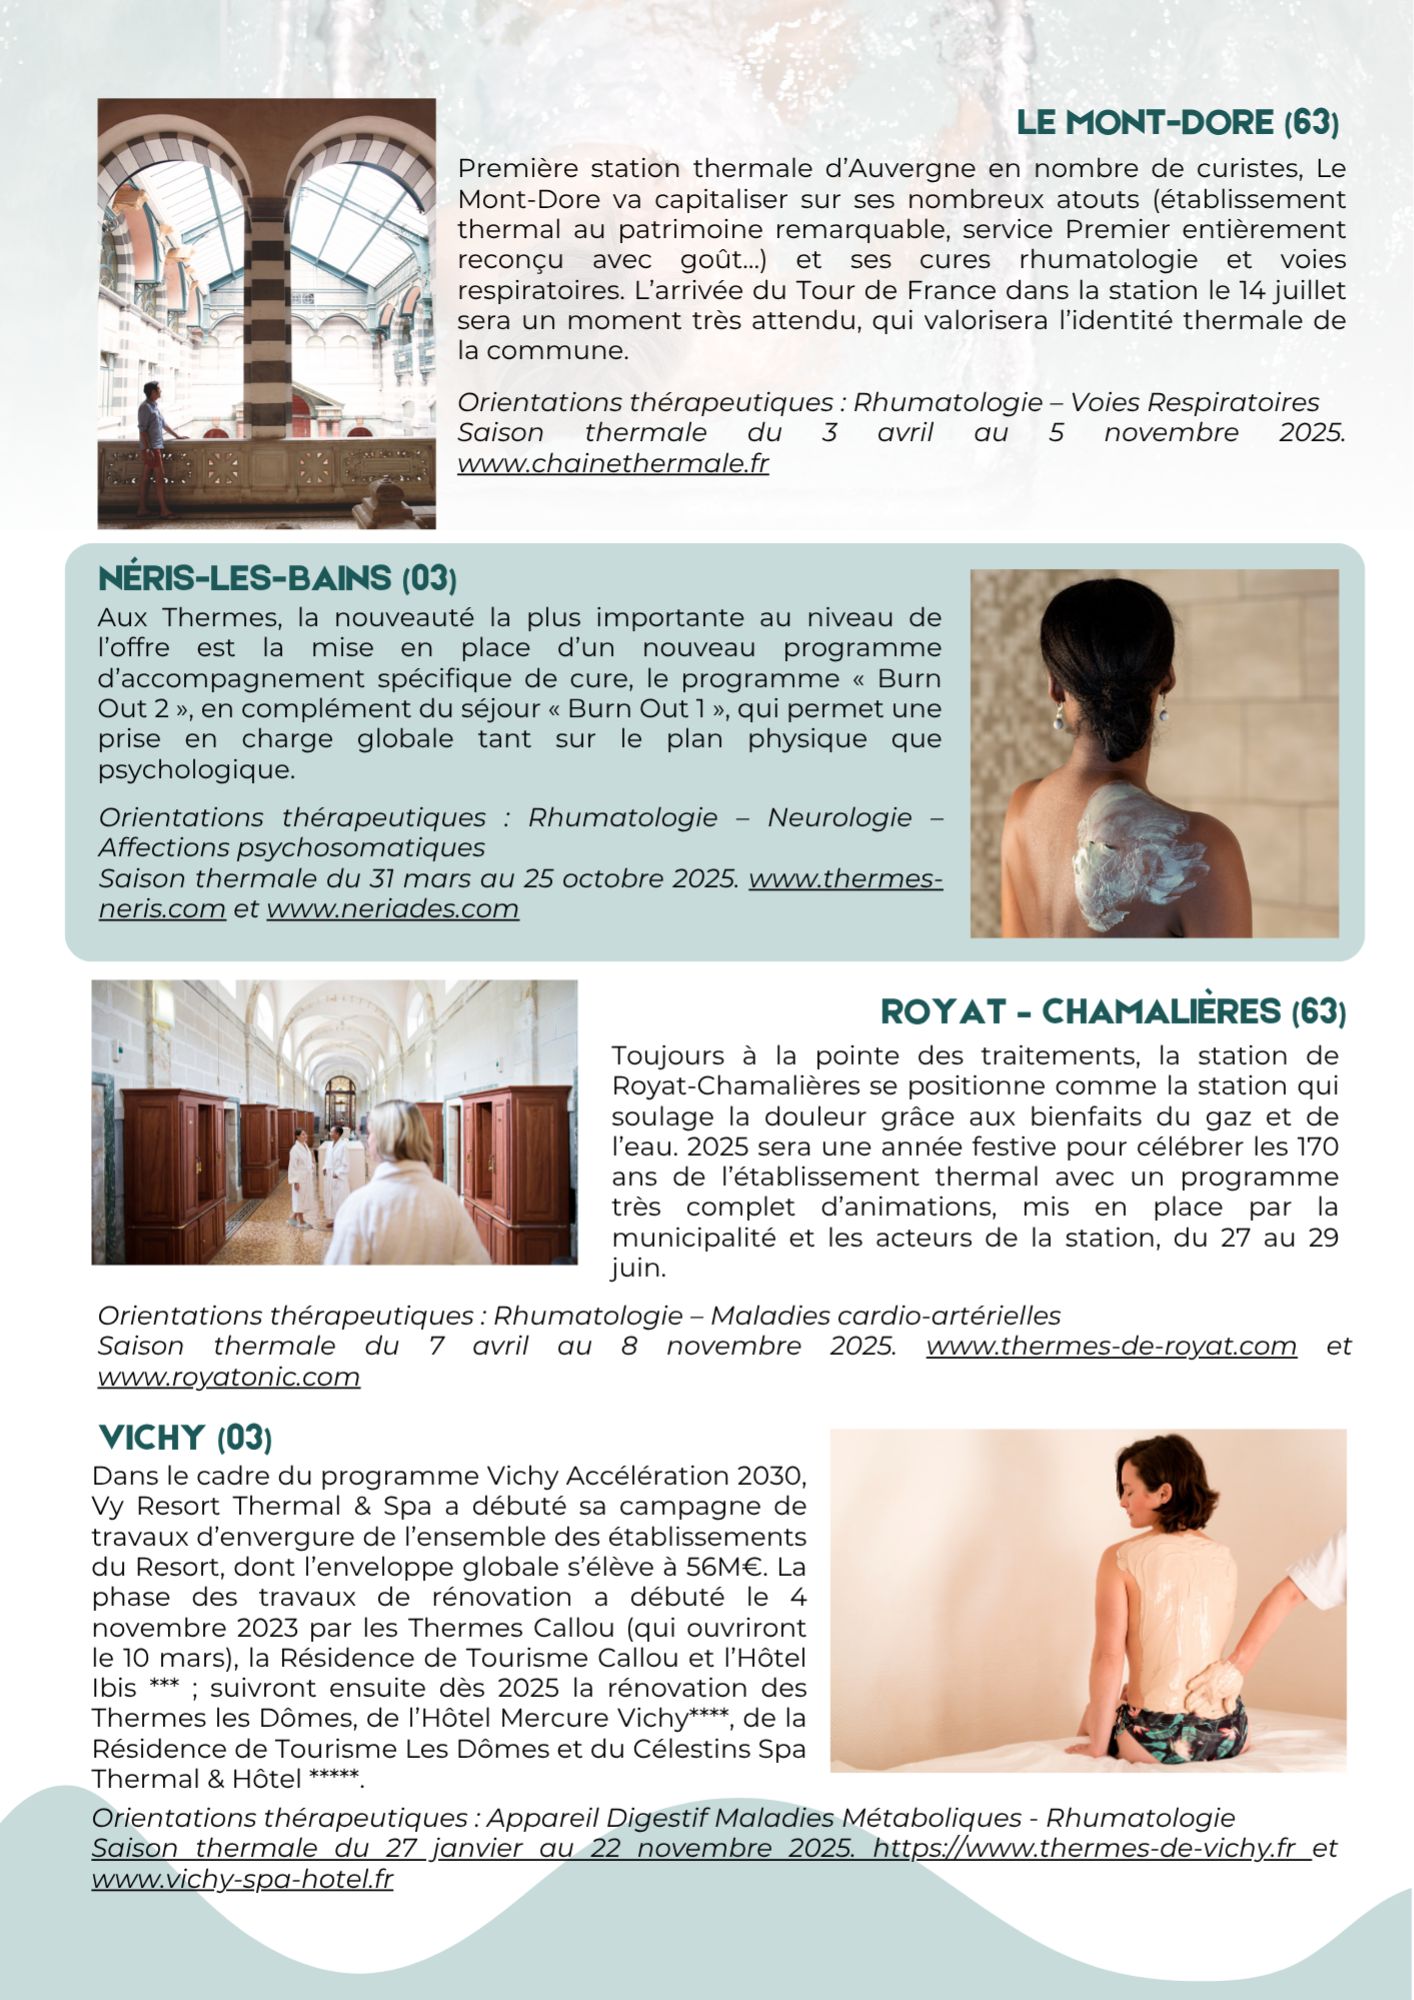 LE MONT-DORE (63)
Première station thermale d’Auvergne en nombre de curistes, Le
Mont-Dore va capitaliser sur ses nombreux atouts (établissement
thermal au patrimoine remarquable, service Premier entièrement
reconçu avec goût...) et ses cures rhumatologie et voies
respiratoires. L’arrivée du Tour de France dans la station le 14 juillet
sera un moment très attendu, qui valorisera l’identité thermale de
la commune.
Orientations thérapeutiques : Rhumatologie – Voies Respiratoires
Saison thermale du 3 avril au 5 novembre 2025.
www.chainethermale.fr
NÉRIS-LES-BAINS (03)
Aux Thermes, la nouveauté la plus importante au niveau de
l’offre est la mise en place d’un nouveau programme
d’accompagnement spécifique de cure, le programme « Burn
Out 2 », en complément du séjour « Burn Out 1 », qui permet une
prise en charge globale tant sur le plan physique que
psychologique.
Orientations thérapeutiques : Rhumatologie – Neurologie –
Affections psychosomatiques
Saison thermale du 31 mars au 25 octobre 2025. www.thermes-
neris.com et www.neriades.com
ROYAT - CHAMALIÈRES (63)
Toujours à la pointe des traitements, la station de
Royat-Chamalières se positionne comme la station qui
soulage la douleur grâce aux bienfaits du gaz et de
l’eau. 2025 sera une année festive pour célébrer les 170
ans de l’établissement thermal avec un programme
très complet d’animations, mis en place par la
municipalité et les acteurs de la station, du 27 au 29
juin.
Orientations thérapeutiques : Rhumatologie – Maladies cardio-artérielles
Saison thermale du 7 avril au 8 novembre 2025. www.thermes-de-royat.com et
www.royatonic.com
VICHY (03)
Dans le cadre du programme Vichy Accélération 2030,
Vy Resort Thermal & Spa a débuté sa campagne de
travaux d’envergure de l’ensemble des établissements
du Resort, dont l’enveloppe globale s’élève à 56M€. La
phase des travaux de rénovation a débuté le 4
novembre 2023 par les Thermes Callou (qui ouvriront
le 10 mars), la Résidence de Tourisme Callou et l’Hôtel
Ibis *** ; suivront ensuite dès 2025 la rénovation des
Thermes les Dômes, de l’Hôtel Mercure Vichy****, de la
Résidence de Tourisme Les Dômes et du Célestins Spa
Thermal & Hôtel *****.
Orientations thérapeutiques : Appareil Digestif Maladies Métaboliques - Rhumatologie
Saison thermale du 27 janvier au 22 novembre 2025. https://www.thermes-de-vichy.fr et
www.vichy-spa-hotel.fr